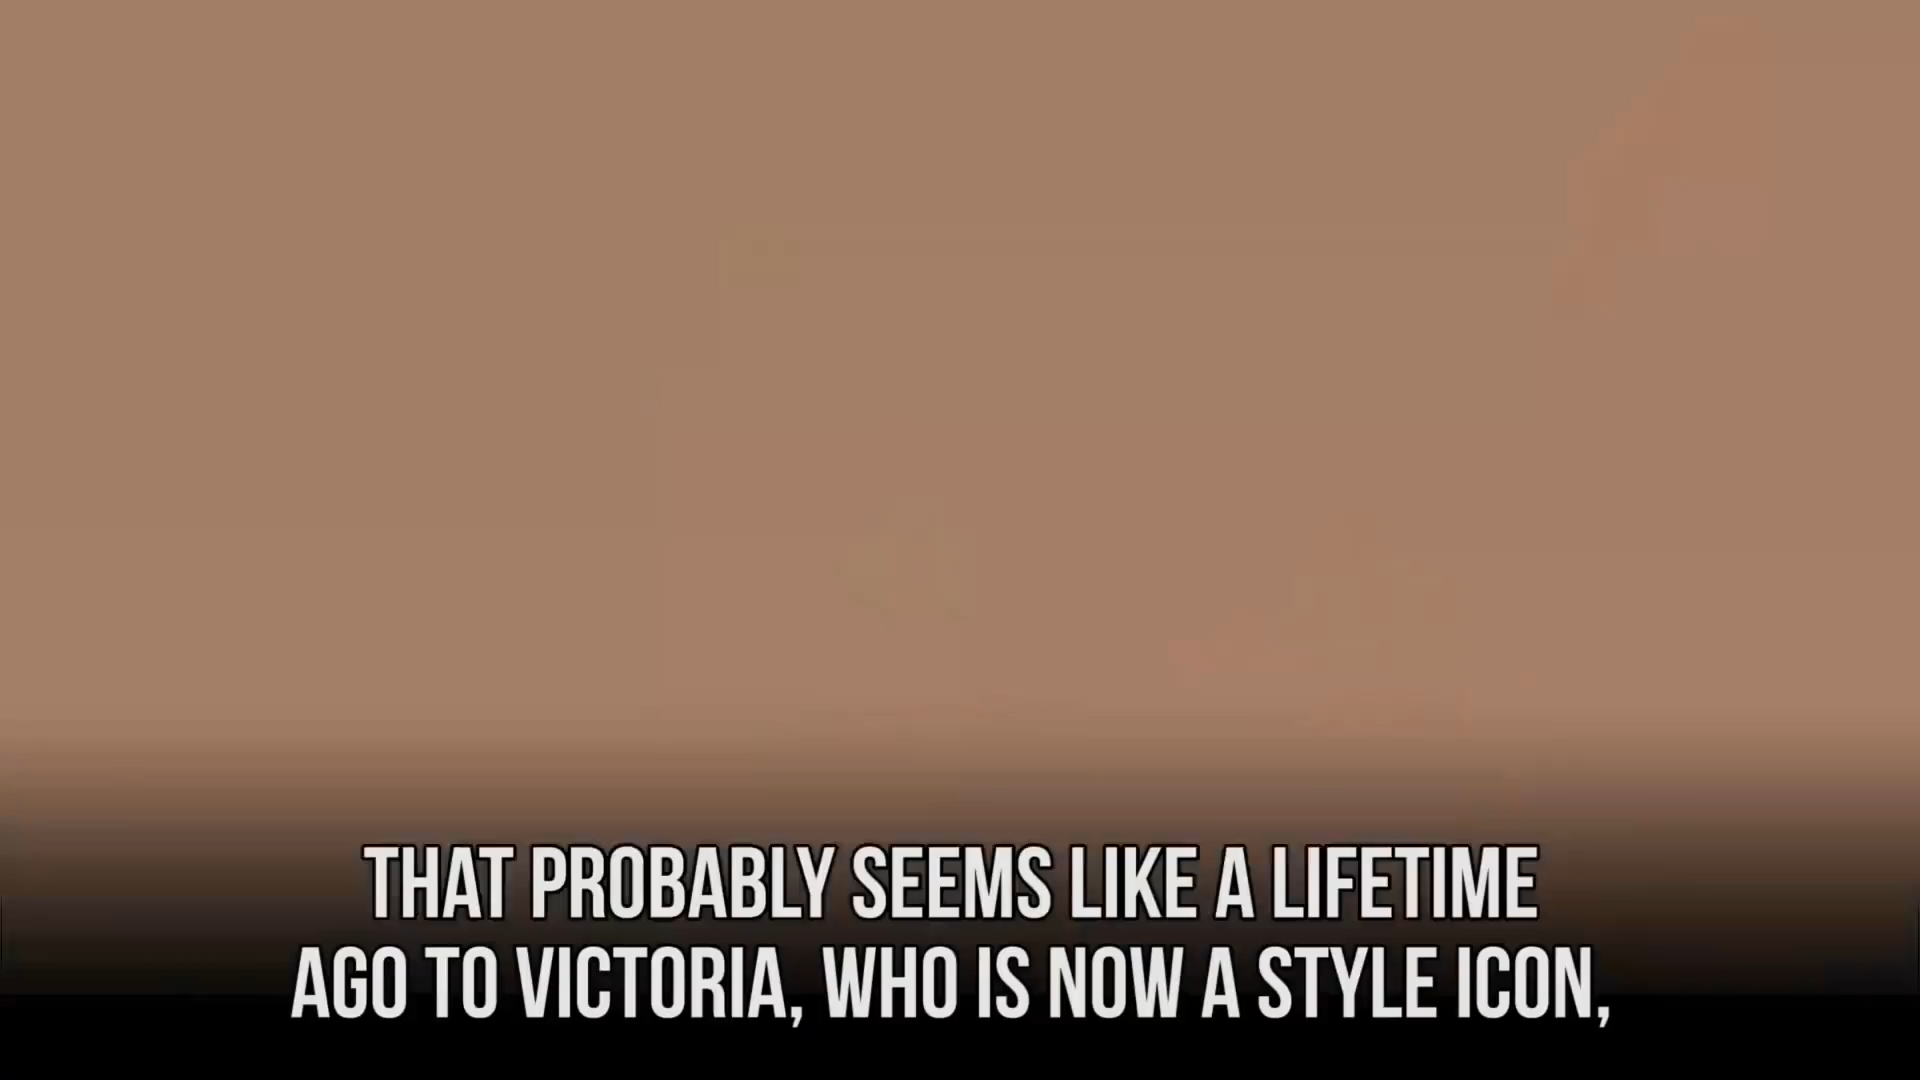 THAT PROBABLY SEEMS LIKE A LIFETIME
AGO TO VICTORIA, WHO IS NOW A STYLE ICON,